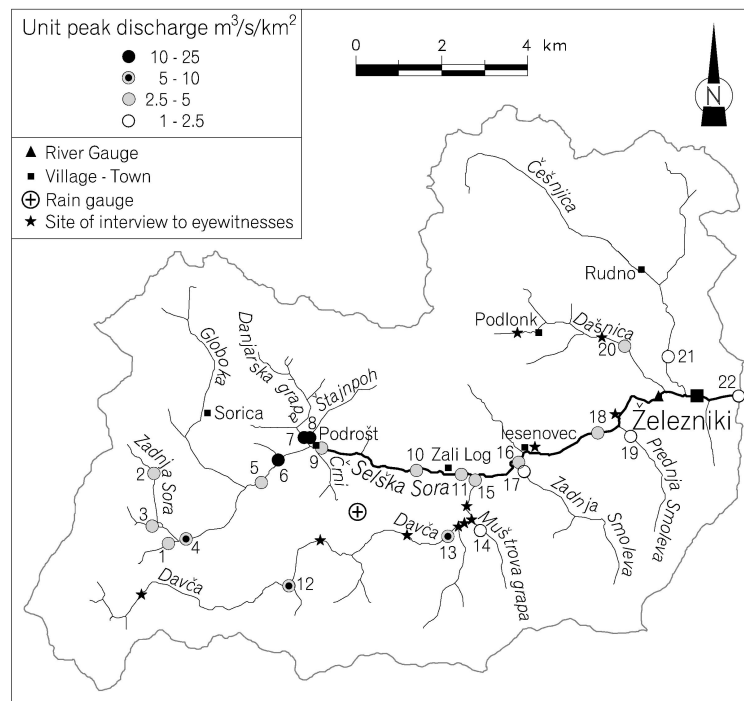 Unit peak discharge m³/s/km²
10 - 25
5 - 10
2.5 - 5
1 - 2.5
River Gauge
Village - Town
Rain gauge
Site of interview to eyewitnesses
0 2 4 km
N
Češnjica
Rudno
Podlonk
Dašnica
20
21
22
Železniki
Globoka
Danjarska grapa
Štajnpoh
Sorica
8
7
Podrošt
9
Črni
6
5
Zadnja Sora
2
3
1
4
Selška Sora
10
Zali Log
11
15
Iesenovec
16
17
18
19
Prednja Smoleva
Zadnja Smoleva
Davča
13
14
Muštrova grapa
12
Davča